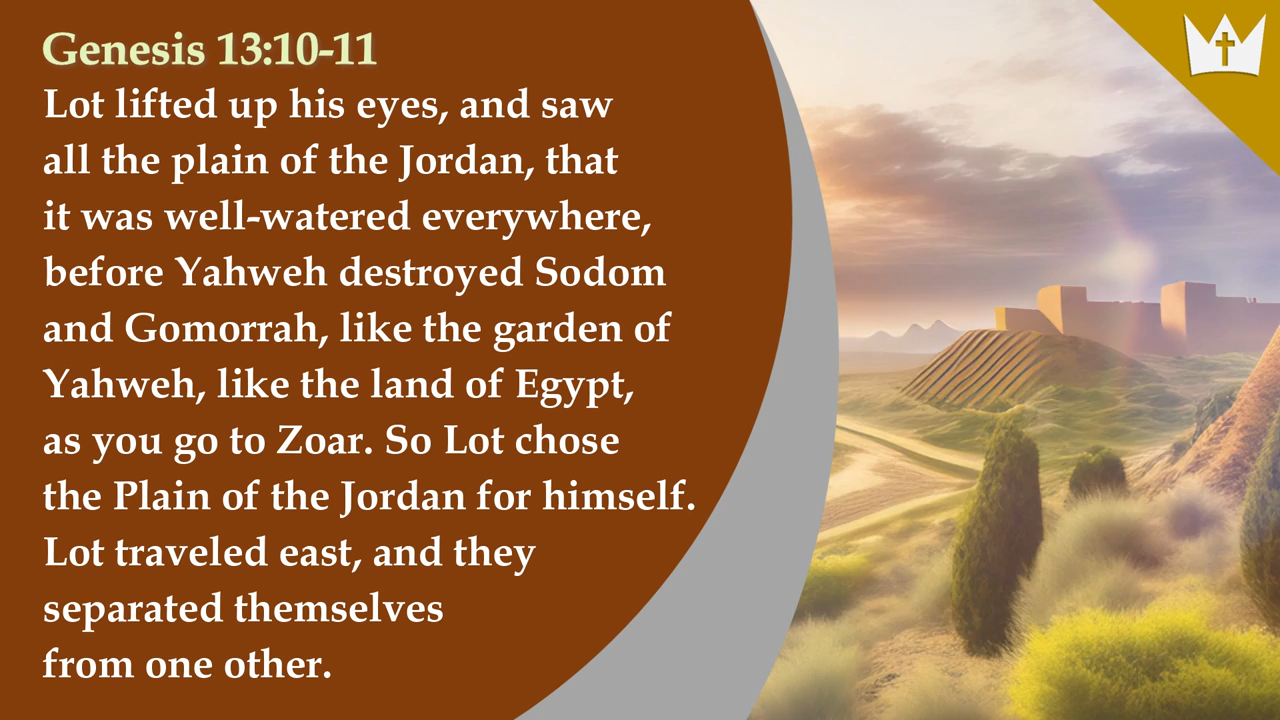 Genesis 13:10-11
Lot lifted up his eyes, and saw
all the plain of the Jordan, that
it was well-watered everywhere,
before Yahweh destroyed Sodom
and Gomorrah, like the garden of
Yahweh, like the land of Egypt,
as you go to Zoar. So Lot chose
the Plain of the Jordan for himself.
Lot traveled east, and they
separated themselves
from one other.